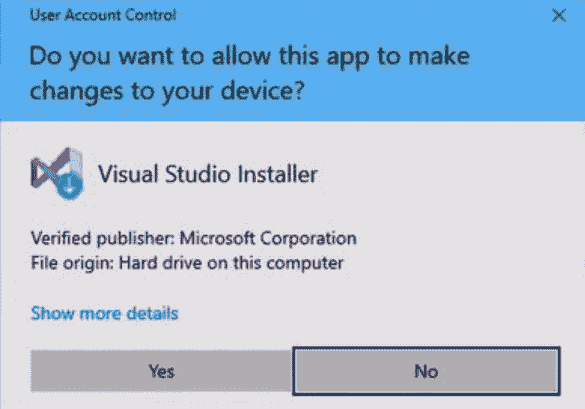 User Account Control
Do you want to allow this app to make
changes to your device?
Visual Studio Installer
Verified publisher: Microsoft Corporation
File origin: Hard drive on this computer
Show more details
Yes
No